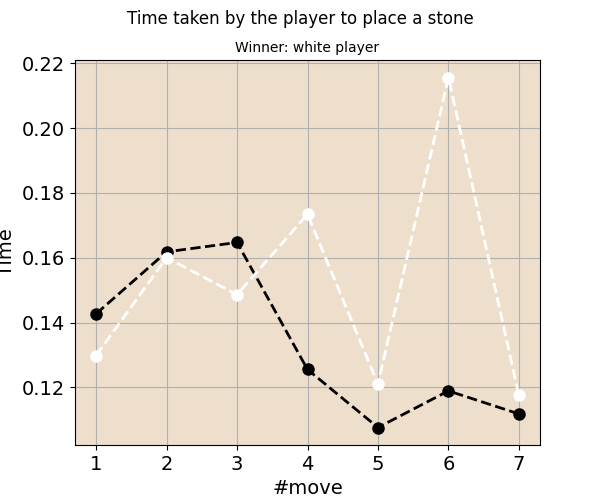 Time taken by the player to place a stone
Winner: white player
0.22
0.20
0.18
0.16
0.14
0.12
Time
1 2 3 4 5 6 7
#move